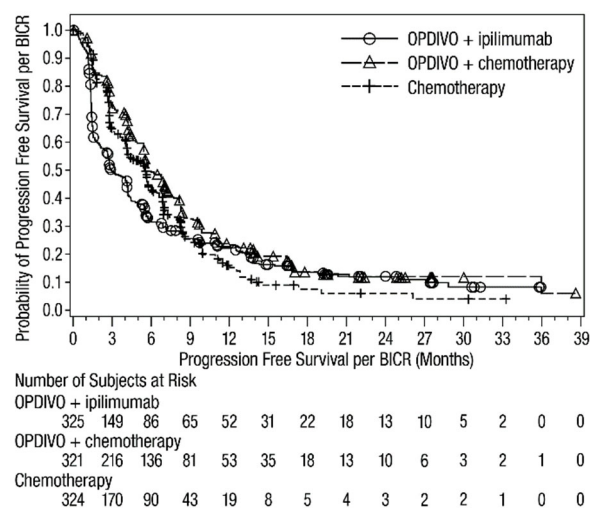 Probability of Progression Free Survival per BICR
1.0
0.9
0.8
0.7
0.6
0.5
0.4
0.3
0.2
0.1
0.0
OPDIVO + ipilimumab
OPDIVO + chemotherapy
Chemotherapy
0 3 6 9 12 15 18 21 24 27 30 33 36 39
Progression Free Survival per BICR (Months)
Number of Subjects at Risk
OPDIVO + ipilimumab
325 149 86 65 52 31 22 18 13 10 5 2 0 0
OPDIVO + chemotherapy
321 216 136 81 53 35 18 13 10 6 3 2 1 0
Chemotherapy
324 170 90 43 19 8 5 4 3 2 2 1 0 0